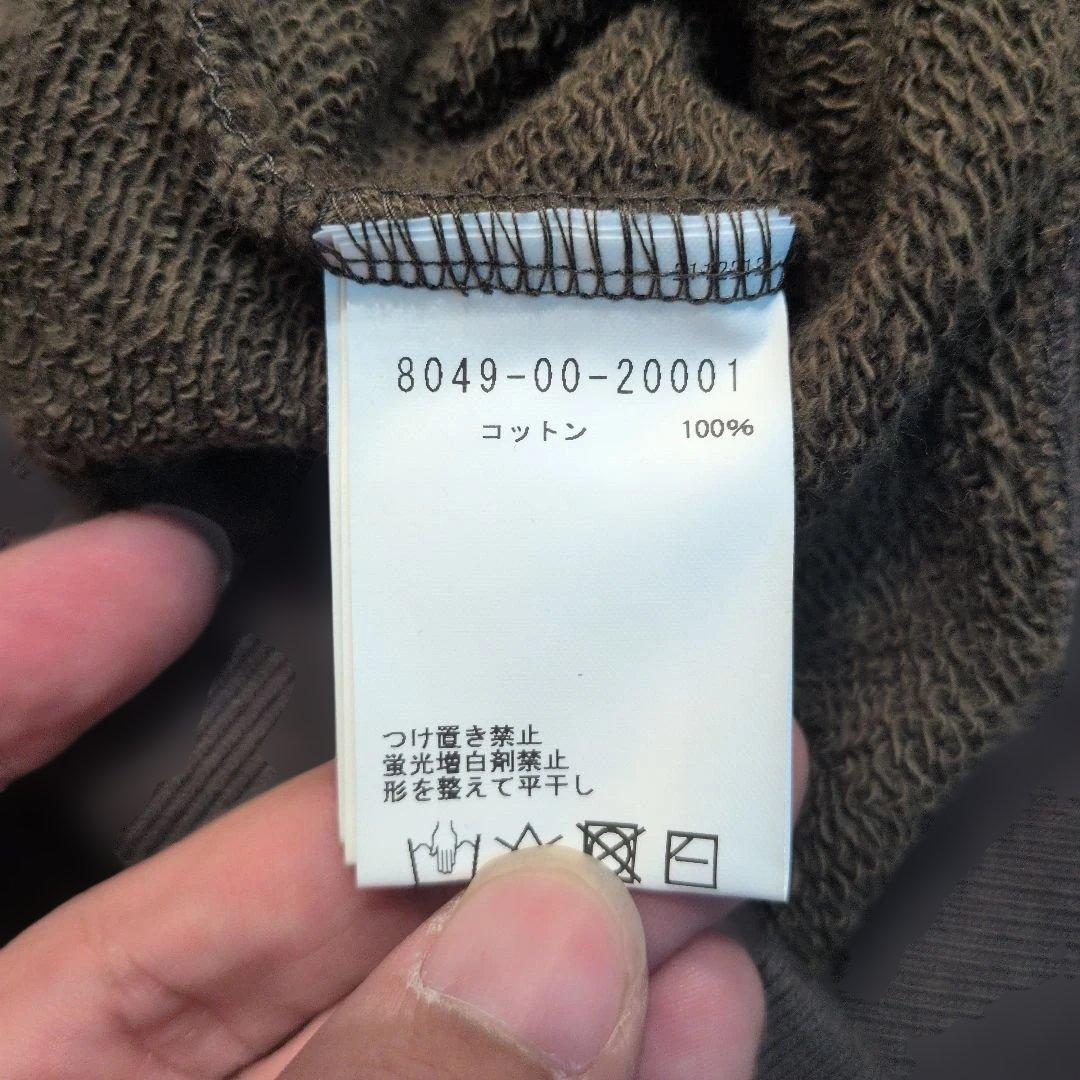 8049-00-20001
コットン 100%
つけ置き禁止
蛍光増白剤禁止
形を整えて平干し